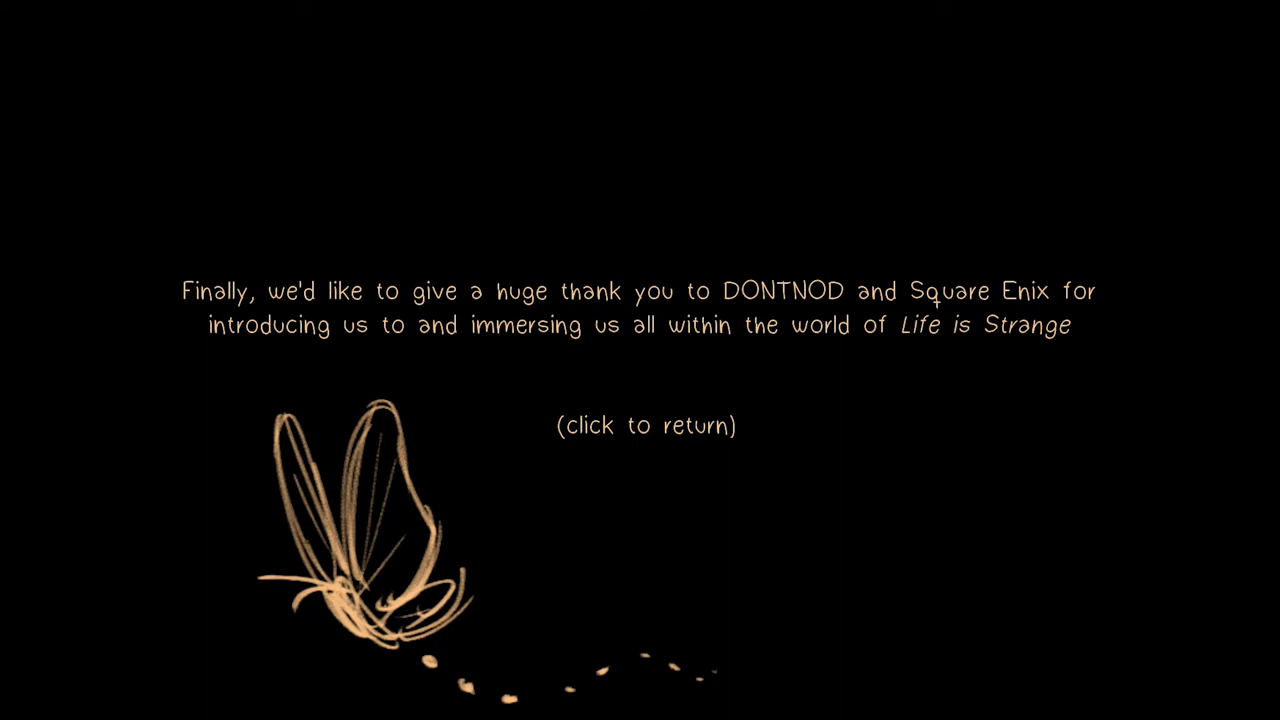 Finally, we'd like to give a huge thank you to DONTNOD and Square Enix for
introducing us to and immersing us all within the world of Life is Strange
(click to return)